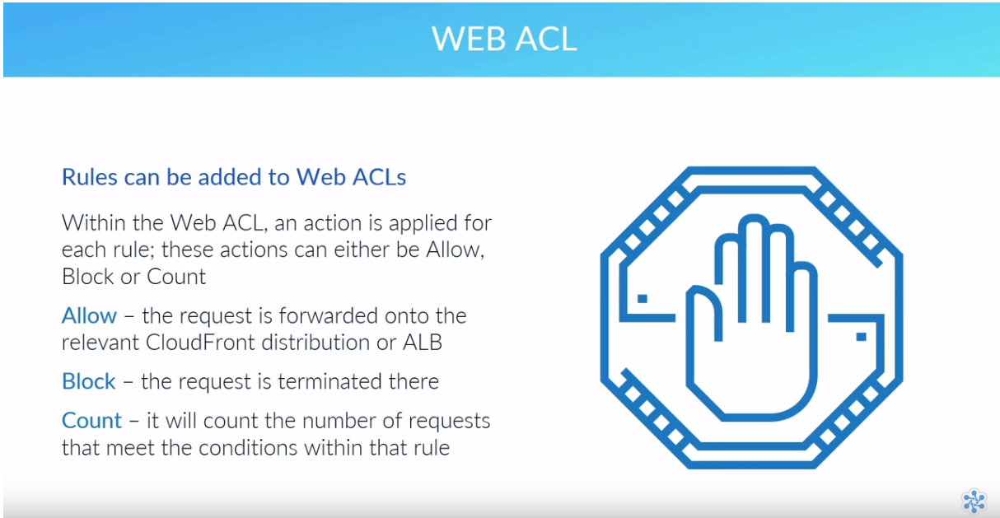 WEB ACL
Rules can be added to Web ACLs
Within the Web ACL, an action is applied for
each rule; these actions can either be Allow,
Block or Count
Allow – the request is forwarded onto the
relevant CloudFront distribution or ALB
Block – the request is terminated there
Count – it will count the number of requests
that meet the conditions within that rule